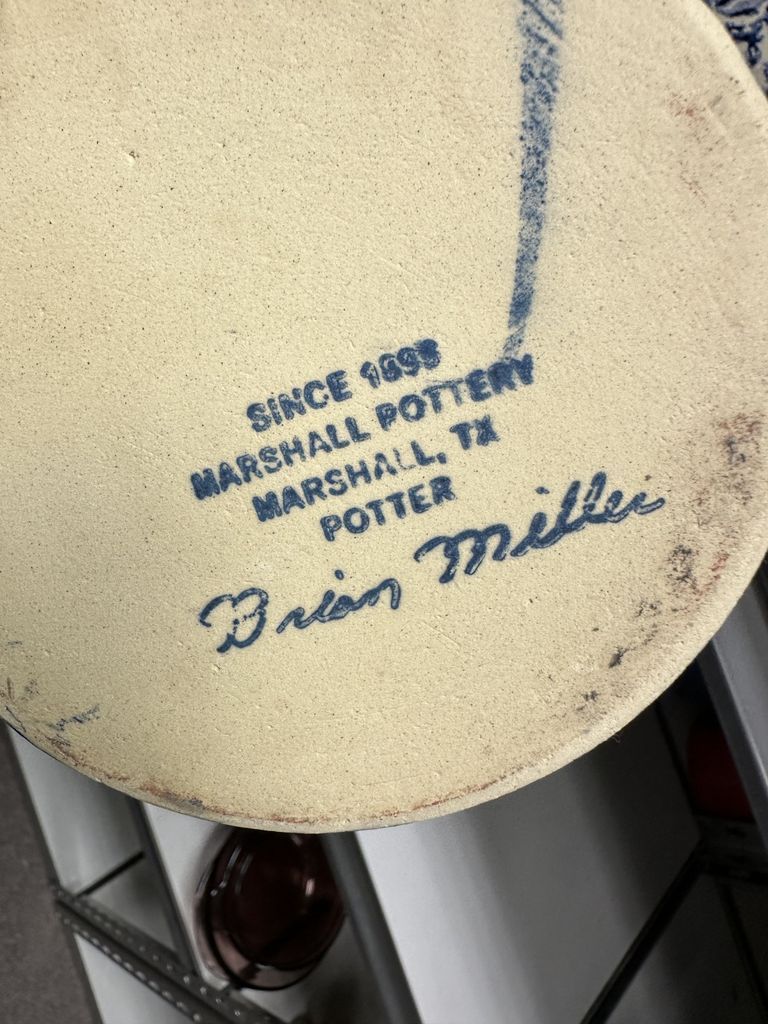 SINCE 1895
MARSHALL POTTERY
MARSHALL, TX
POTTER
Brian Miller